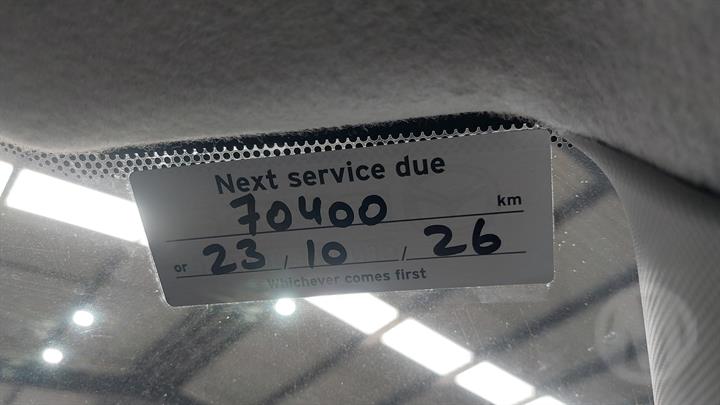 Next service due
70400 km
or 23 / 10 / 26
Whichever comes first